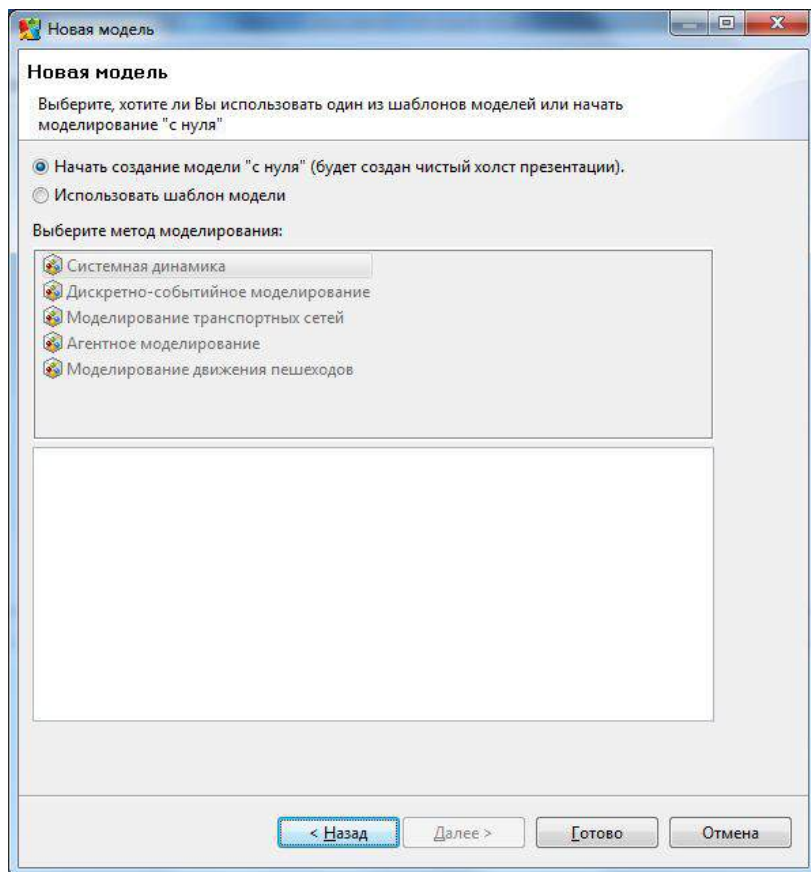 Новая модель
Новая модель
Выберите, хотите ли Вы использовать один из шаблонов моделей или начать
моделирование "с нуля"
Начать создание модели "с нуля" (будет создан чистый холст презентации).
Использовать шаблон модели
Выберите метод моделирования:
Системная динамика
Дискретно-событийное моделирование
Моделирование транспортных сетей
Агентное моделирование
Моделирование движения пешеходов
< Назад Далее > Готово Отмена